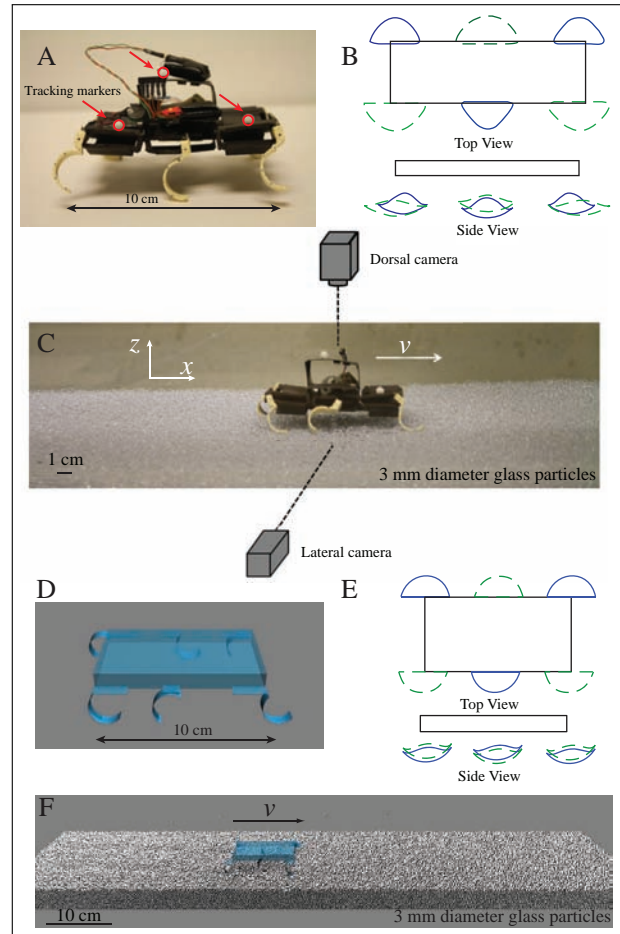 A
Tracking markers
10 cm
B
Top View
Side View
Dorsal camera
C
z
x
v
1 cm
3 mm diameter glass particles
Lateral camera
D
10 cm
E
Top View
Side View
F
v
10 cm
3 mm diameter glass particles